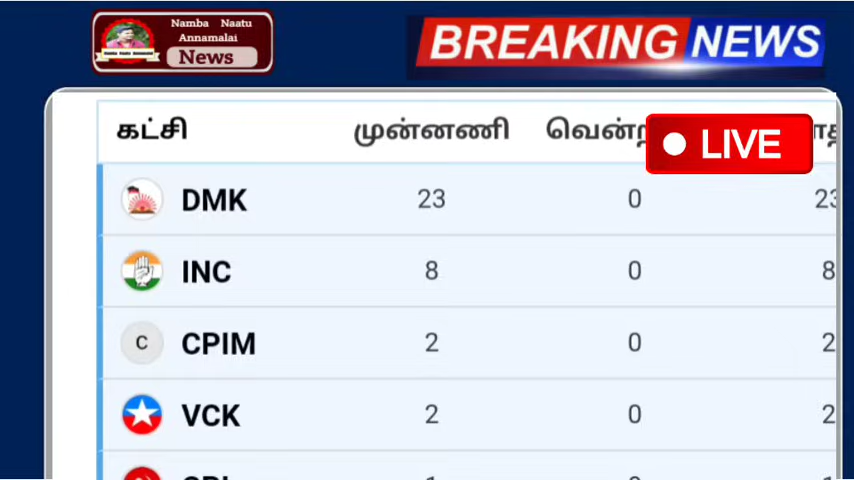 Namba Naatu
Annamalai
News
BREAKING NEWS
கட்சி முன்னணி
LIVE
DMK 23 0 23
INC 8 0 8
C CPIM 2 0 2
VCK 2 0 2